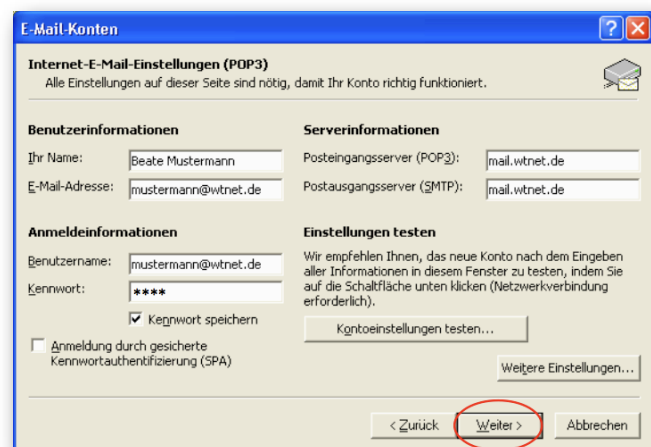 E-Mail-Konten
Internet-E-Mail-Einstellungen (POP3)
Alle Einstellungen auf dieser Seite sind nötig, damit Ihr Konto richtig funktioniert.
Benutzerinformationen
Ihr Name: Beate Mustermann
E-Mail-Adresse: mustermann@wtnet.de
Serverinformationen
Posteingangsserver (POP3): mail.wtnet.de
Postausgangsserver (SMTP): mail.wtnet.de
Anmeldeinformationen
Benutzername: mustermann@wtnet.de
Kennwort: ****
Kennwort speichern
Anmeldung durch gesicherte
Kennwortauthentifizierung (SPA)
Einstellungen testen
Wir empfehlen Ihnen, das neue Konto nach dem Eingeben
aller Informationen in diesem Fenster zu testen, indem Sie
auf die Schaltfläche unten klicken (Netzwerkverbindung
erforderlich).
Kontoeinstellungen testen...
Weitere Einstellungen...
< Zurück Weiter > Abbrechen